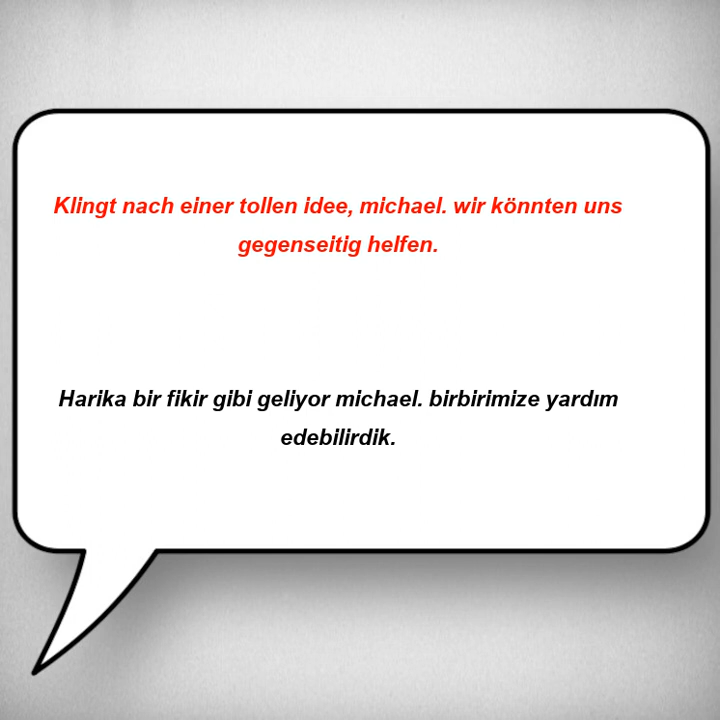 Klingt nach einer tollen idee, michael. wir könnten uns
gegenseitig helfen.
Harika bir fikir gibi geliyor michael. birbirimize yardım
edebilirdik.